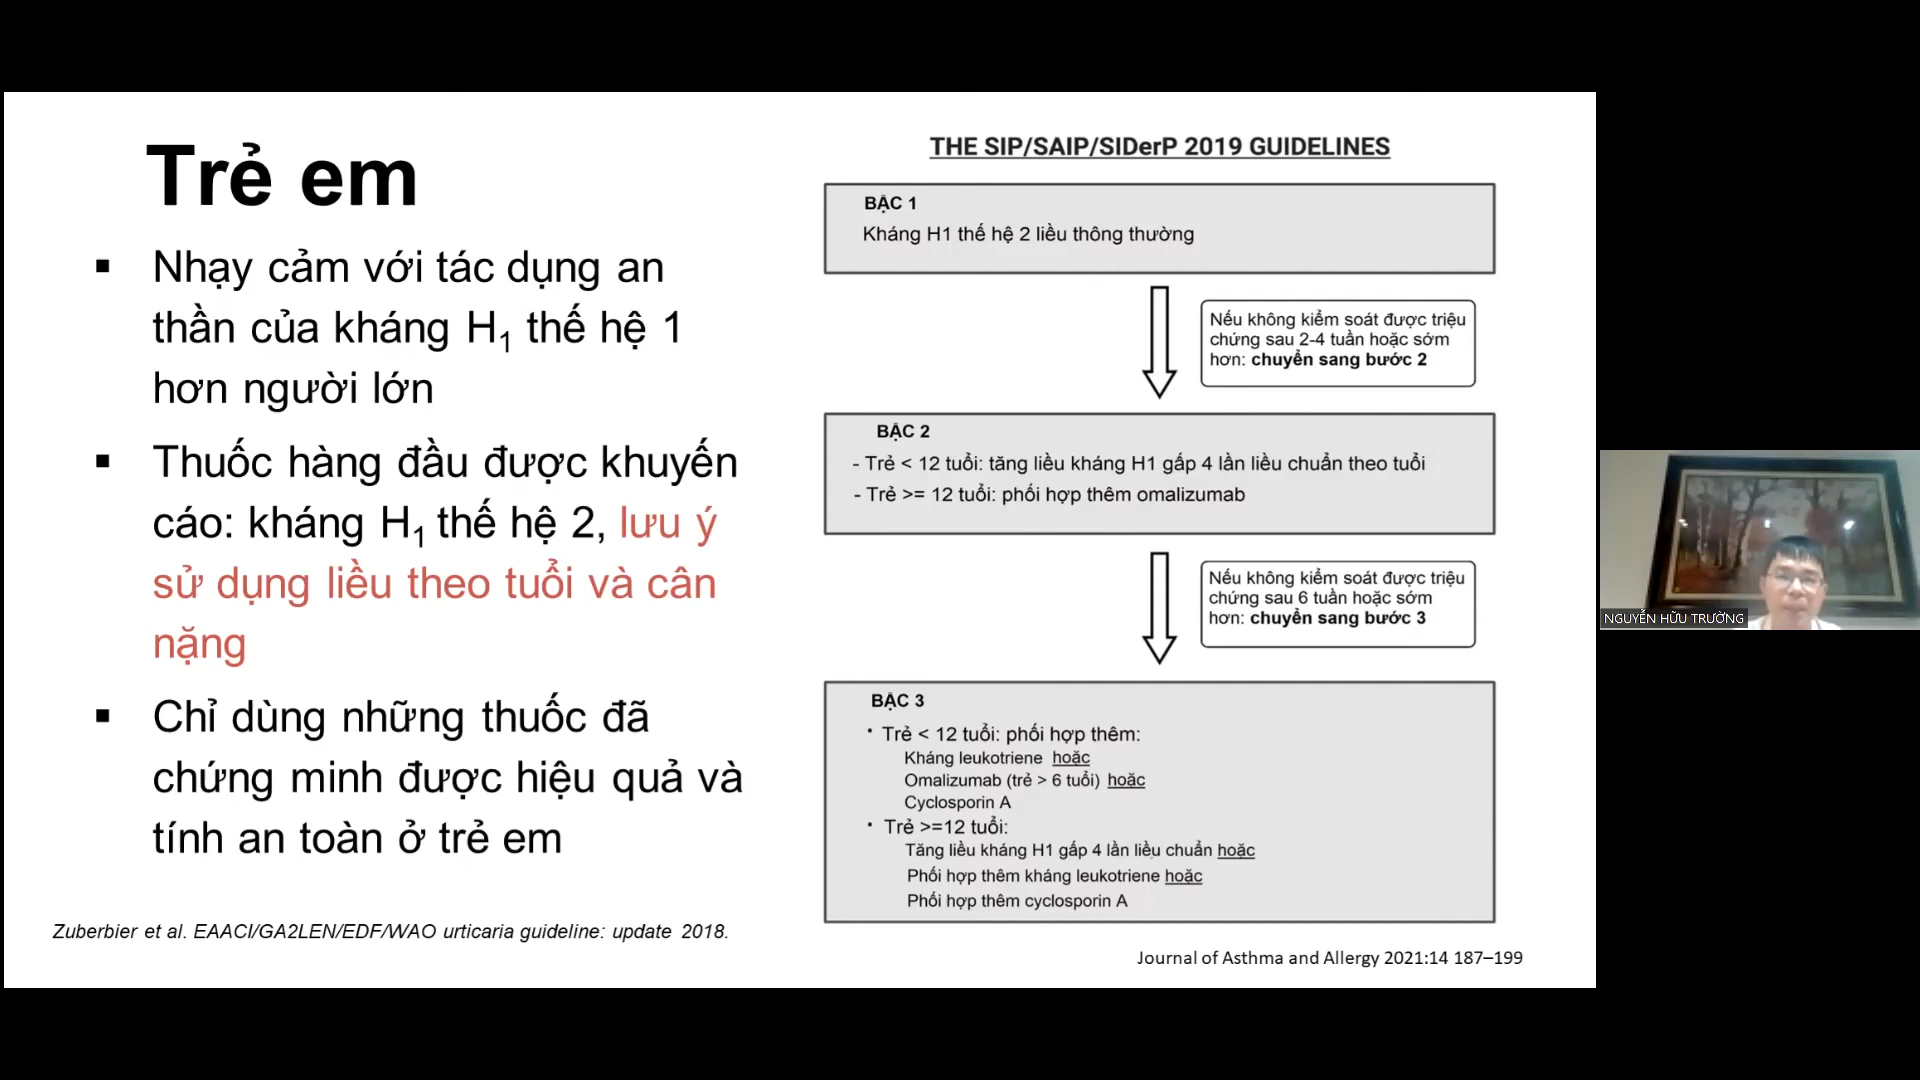 Trẻ em
▪ Nhạy cảm với tác dụng an
thần của kháng H₁ thế hệ 1
hơn người lớn
▪ Thuốc hàng đầu được khuyến
cáo: kháng H₁ thế hệ 2, lưu ý
sử dụng liều theo tuổi và cân
nặng
▪ Chỉ dùng những thuốc đã
chứng minh được hiệu quả và
tính an toàn ở trẻ em
Zuberbier et al. EAACI/GA2LEN/EDF/WAO urticaria guideline: update 2018.
THE SIP/SAIP/SIDerP 2019 GUIDELINES
BẬC 1
Kháng H1 thế hệ 2 liều thông thường
Nếu không kiểm soát được triệu
chứng sau 2-4 tuần hoặc sớm
hơn: chuyển sang bước 2
BẬC 2
- Trẻ < 12 tuổi: tăng liều kháng H1 gấp 4 lần liều chuẩn theo tuổi
- Trẻ >= 12 tuổi: phối hợp thêm omalizumab
Nếu không kiểm soát được triệu
chứng sau 6 tuần hoặc sớm
hơn: chuyển sang bước 3
BẬC 3
• Trẻ < 12 tuổi: phối hợp thêm:
Kháng leukotriene hoặc
Omalizumab (trẻ > 6 tuổi) hoặc
Cyclosporin A
• Trẻ >=12 tuổi:
Tăng liều kháng H1 gấp 4 lần liều chuẩn hoặc
Phối hợp thêm kháng leukotriene hoặc
Phối hợp thêm cyclosporin A
Journal of Asthma and Allergy 2021:14 187–199
NGUYỄN HỮU TRƯỜNG